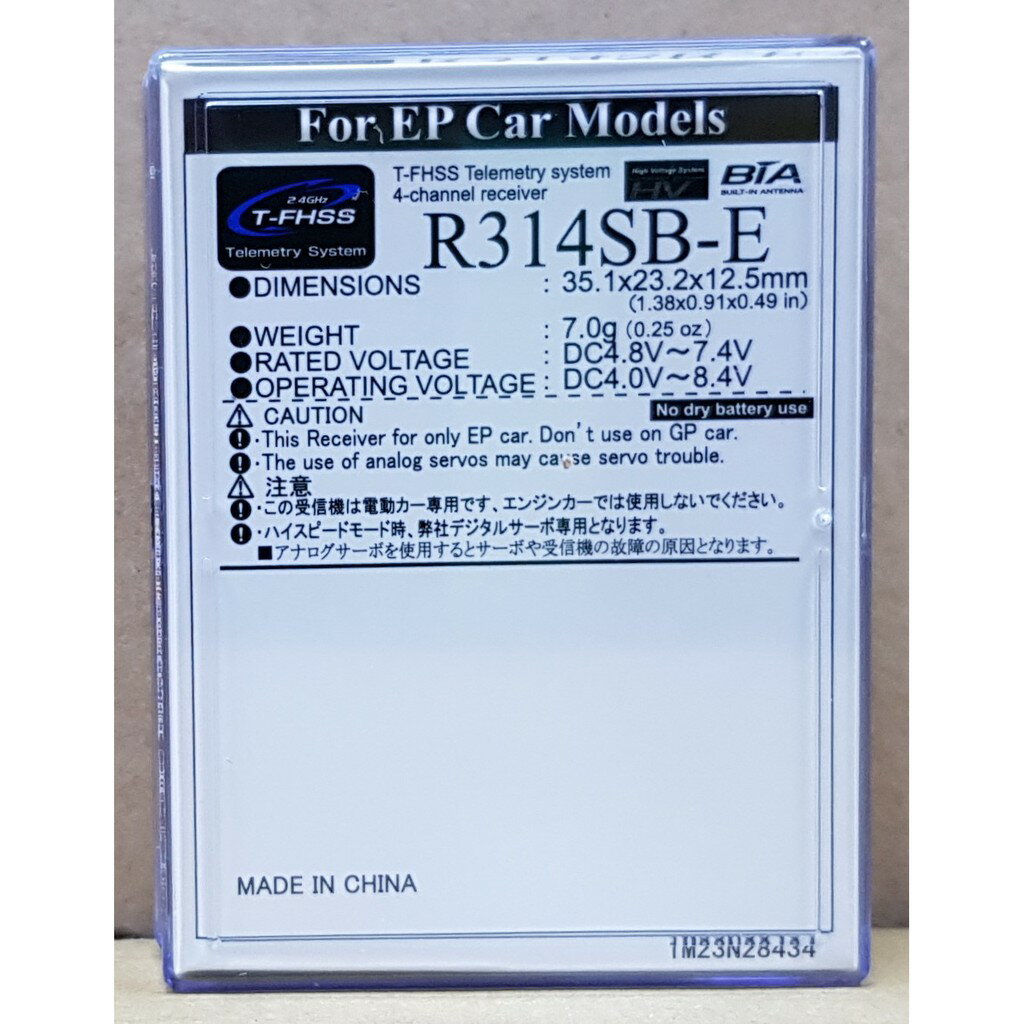 For EP Car Models
2.4GHz
T-FHSS
Telemetry System
T-FHSS Telemetry system
4-channel receiver
High Voltage System
HV
BIA
BUILT-IN ANTENNA
R314SB-E
●DIMENSIONS : 35.1x23.2x12.5mm
(1.38x0.91x0.49 in)
●WEIGHT : 7.0g (0.25 oz)
●RATED VOLTAGE : DC4.8V～7.4V
●OPERATING VOLTAGE : DC4.0V～8.4V
No dry battery use
⚠ CAUTION
・This Receiver for only EP car. Don't use on GP car.
・The use of analog servos may cause servo trouble.
⚠ 注意
・この受信機は電動カー専用です、エンジンカーでは使用しないでください。
・ハイスピードモード時、弊社デジタルサーボ専用となります。
■アナログサーボを使用するとサーボや受信機の故障の原因となります。
MADE IN CHINA
1M23N28434